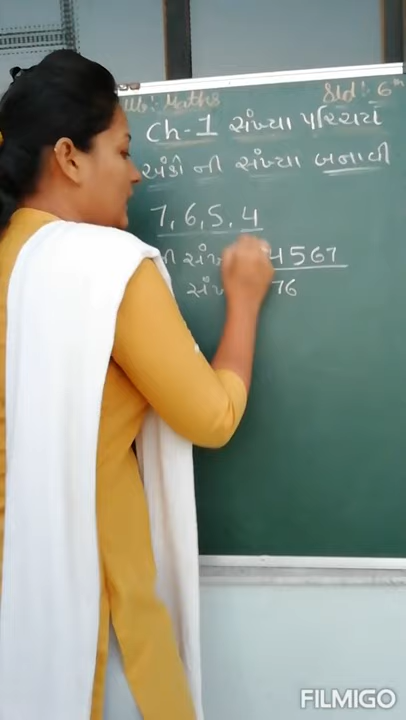 Sub: Maths Std: 6th
Ch-1 સંખ્યા પરિચય
અંકો ની સંખ્યા બનાવી
7, 6, 5, 4
4567
76
FILMIGO